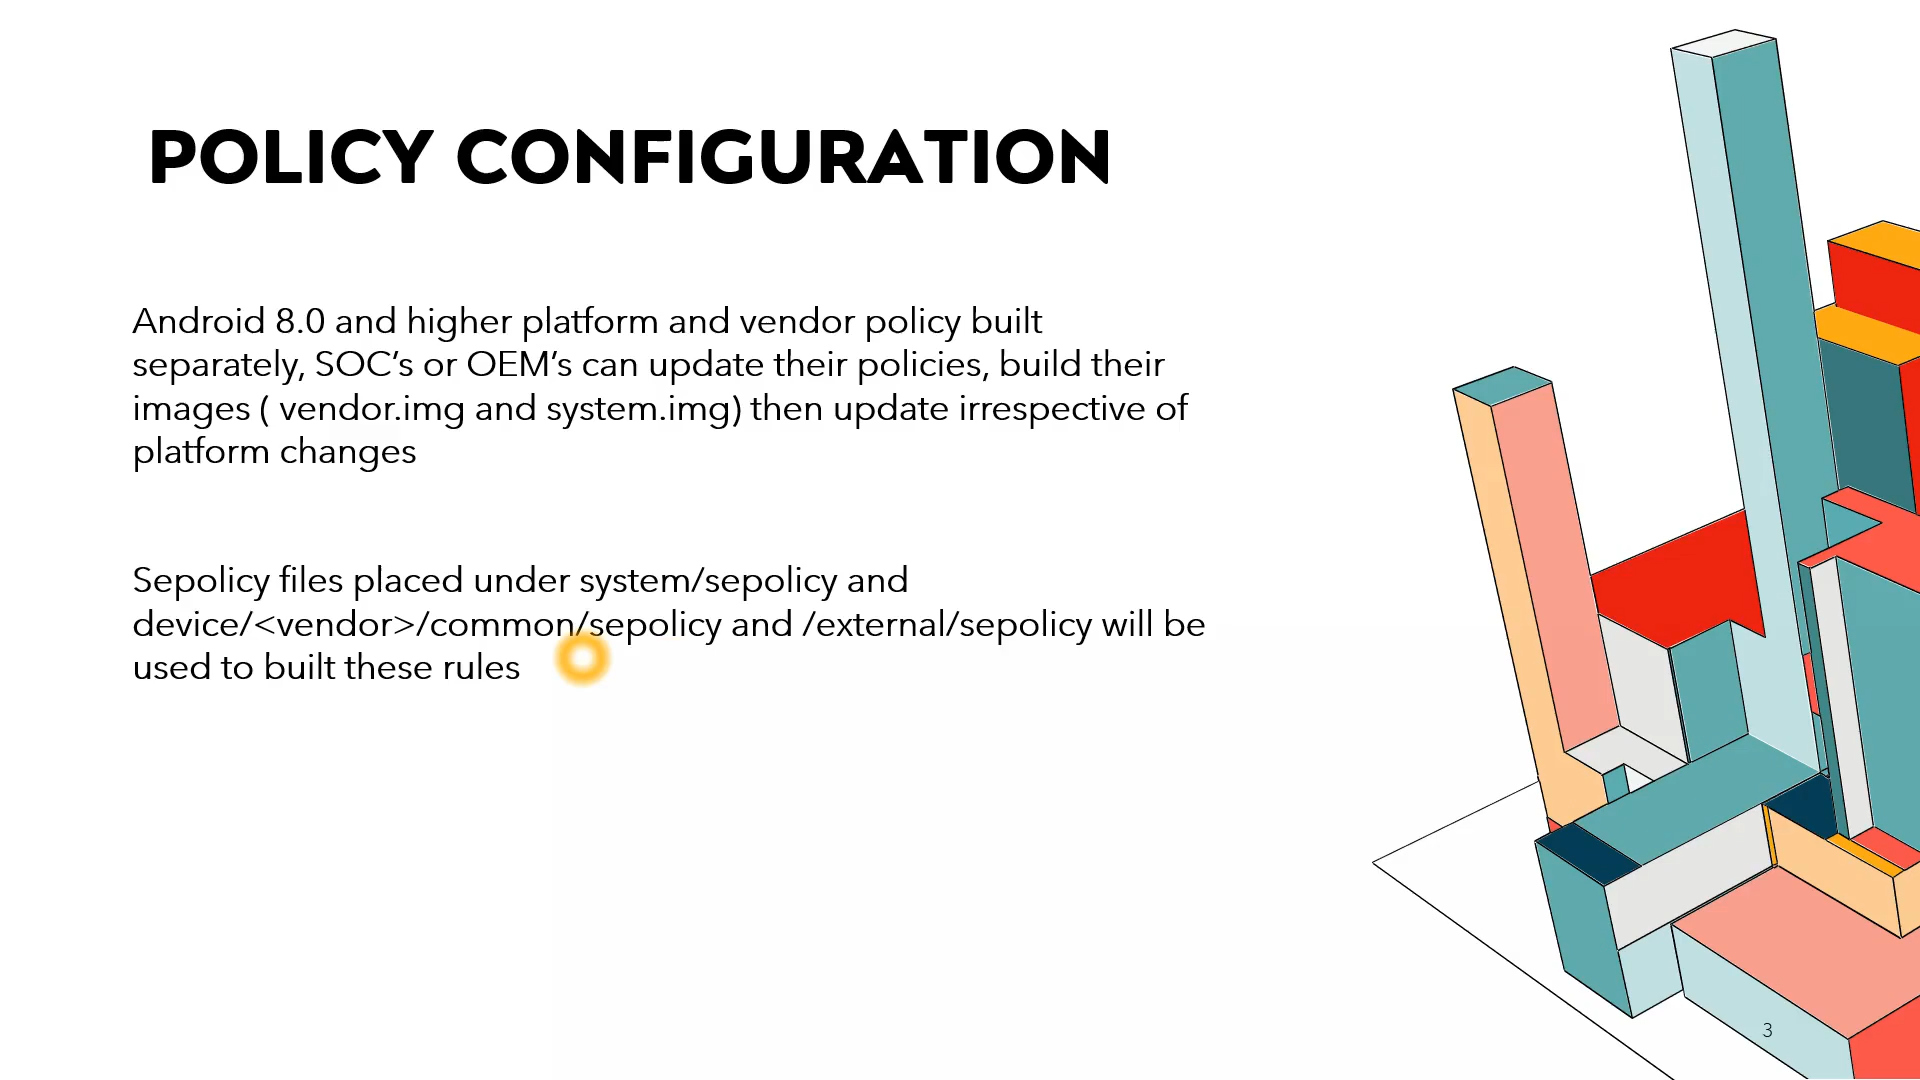 POLICY CONFIGURATION
Android 8.0 and higher platform and vendor policy built
separately, SOC’s or OEM’s can update their policies, build their
images ( vendor.img and system.img) then update irrespective of
platform changes
Sepolicy files placed under system/sepolicy and
device/<vendor>/common/sepolicy and /external/sepolicy will be
used to built these rules
3